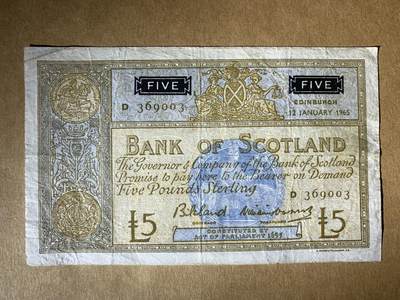 FIVE
FIVE
D 369003
EDINBURGH
12 JANUARY 1965
BANK OF SCOTLAND
The Governor & Company of the Bank of Scotland
Promise to pay here to the Bearer on Demand
Five Pounds Sterling
D 369003
£5
£5
CONSTITUTED BY
ACT OF PARLIAMENT 1695